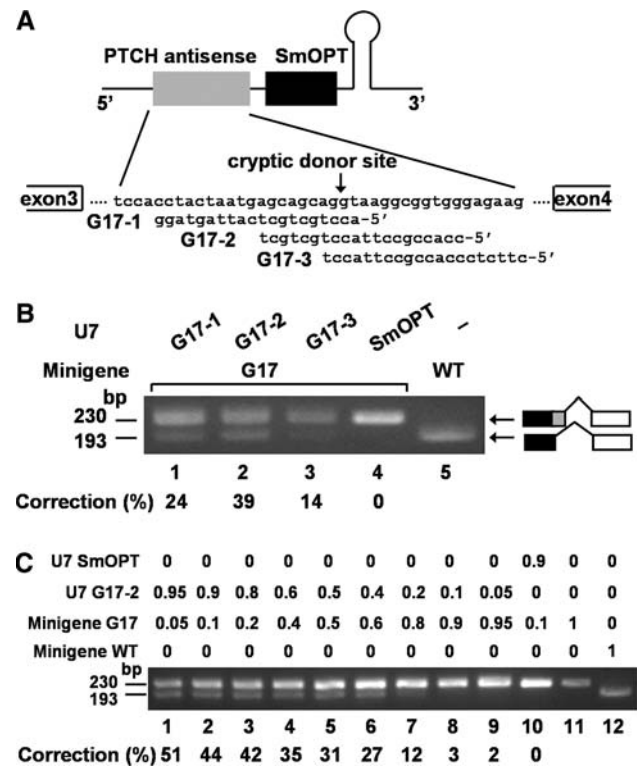 A
PTCH antisense SmOPT
5’ 3’
cryptic donor site
exon3 .... tccacctactaatgagcagcaggtaaggcggtgggagaag .... exon4
G17-1 ggatgattactcgtcgtcca-5’
G17-2 tcgtcgtccattccgccacc-5’
G17-3 tccattccgccaccctcttc-5’
B
U7 G17-1 G17-2 G17-3 SmOPT –
Minigene G17 WT
bp
230
193
1 2 3 4 5
Correction (%) 24 39 14 0
C
U7 SmOPT 0 0 0 0 0 0 0 0 0 0.9 0 0
U7 G17-2 0.95 0.9 0.8 0.6 0.5 0.4 0.2 0.1 0.05 0 0 0
Minigene G17 0.05 0.1 0.2 0.4 0.5 0.6 0.8 0.9 0.95 0.1 1 0
Minigene WT 0 0 0 0 0 0 0 0 0 0 0 1
bp
230
193
1 2 3 4 5 6 7 8 9 10 11 12
Correction (%) 51 44 42 35 31 27 12 3 2 0